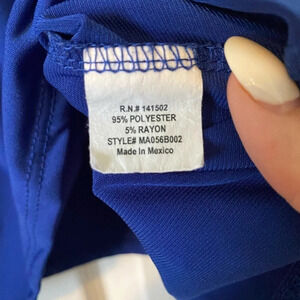 R.N.# 141502
95% POLYESTER
5% RAYON
STYLE# MA056B002
Made In Mexico